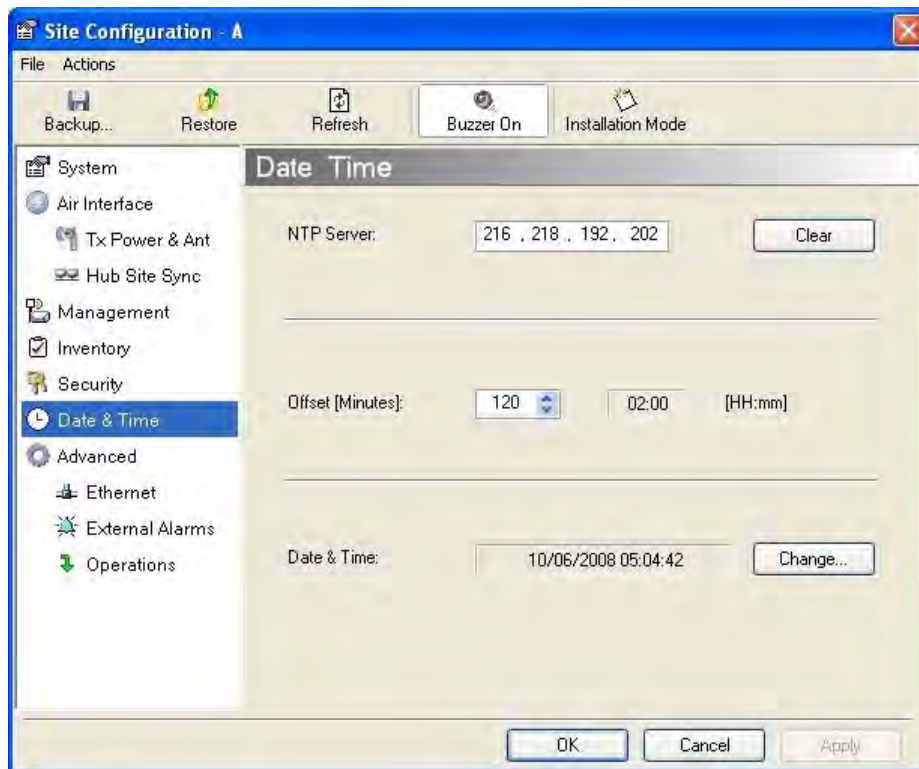 Site Configuration - A
File Actions
Backup... Restore Refresh Buzzer On Installation Mode
System
Air Interface
Tx Power & Ant
Hub Site Sync
Management
Inventory
Security
Date & Time
Advanced
Ethernet
External Alarms
Operations
Date Time
NTP Server: 216 . 218 . 192 . 202 Clear
Offset [Minutes]: 120 02:00 [HH:mm]
Date & Time: 10/06/2008 05:04:42 Change...
OK Cancel Apply